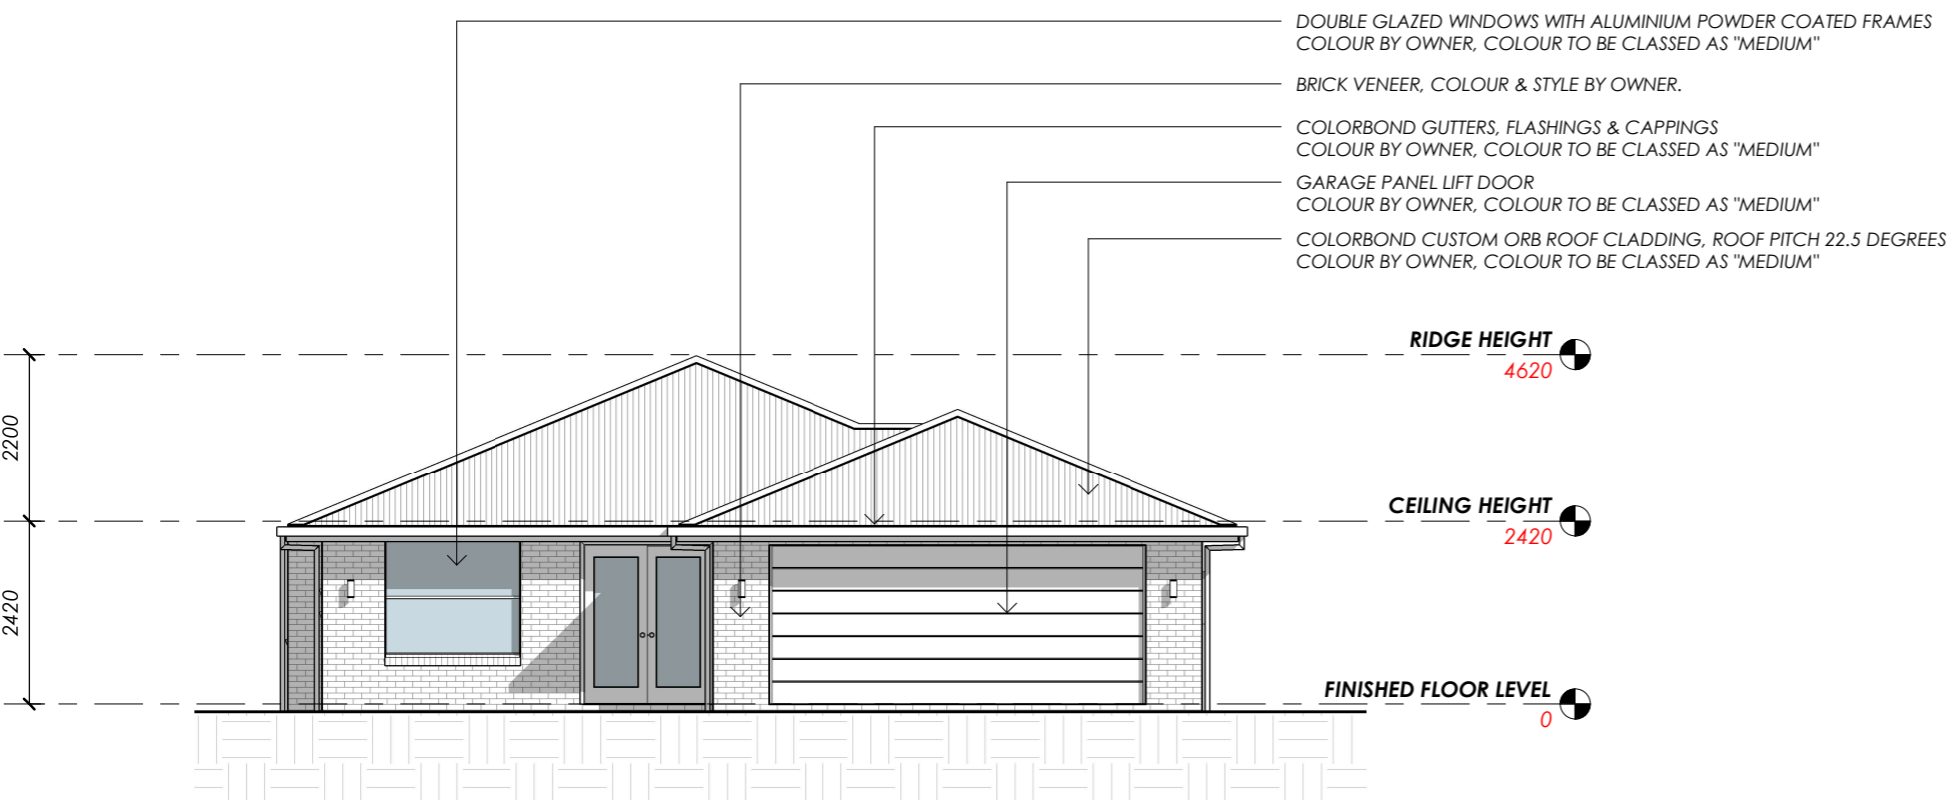 DOUBLE GLAZED WINDOWS WITH ALUMINIUM POWDER COATED FRAMES
COLOUR BY OWNER, COLOUR TO BE CLASSED AS "MEDIUM"
BRICK VENEER, COLOUR & STYLE BY OWNER.
COLORBOND GUTTERS, FLASHINGS & CAPPINGS
COLOUR BY OWNER, COLOUR TO BE CLASSED AS "MEDIUM"
GARAGE PANEL LIFT DOOR
COLOUR BY OWNER, COLOUR TO BE CLASSED AS "MEDIUM"
COLORBOND CUSTOM ORB ROOF CLADDING, ROOF PITCH 22.5 DEGREES
COLOUR BY OWNER, COLOUR TO BE CLASSED AS "MEDIUM"
RIDGE HEIGHT
4620
2200
CEILING HEIGHT
2420
2420
FINISHED FLOOR LEVEL
0